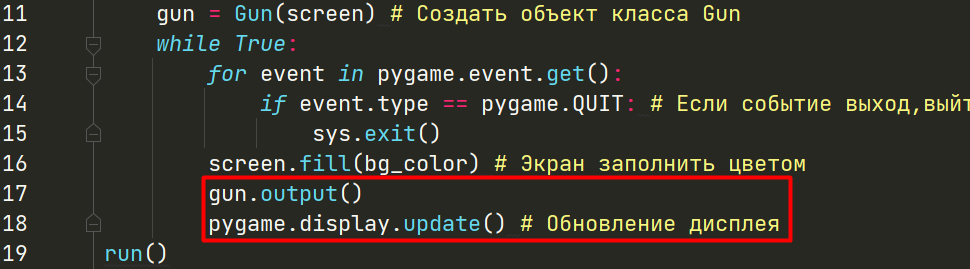 11 gun = Gun(screen) # Создать объект класса Gun
12 while True:
13 for event in pygame.event.get():
14 if event.type == pygame.QUIT: # Если событие выход,выйт
15 sys.exit()
16 screen.fill(bg_color) # Экран заполнить цветом
17 gun.output()
18 pygame.display.update() # Обновление дисплея
19 run()